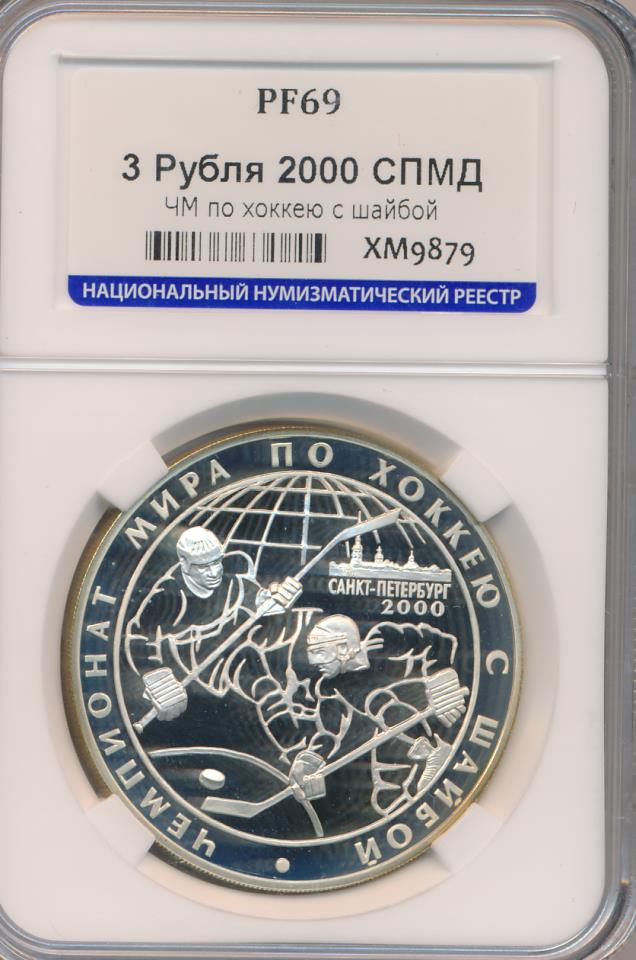 PF69
3 Рубля 2000 СПМД
ЧМ по хоккею с шайбой
XM9879
НАЦИОНАЛЬНЫЙ НУМИЗМАТИЧЕСКИЙ РЕЕСТР
ЧЕМПИОНАТ МИРА ПО ХОККЕЮ С ШАЙБОЙ
САНКТ-ПЕТЕРБУРГ
2000